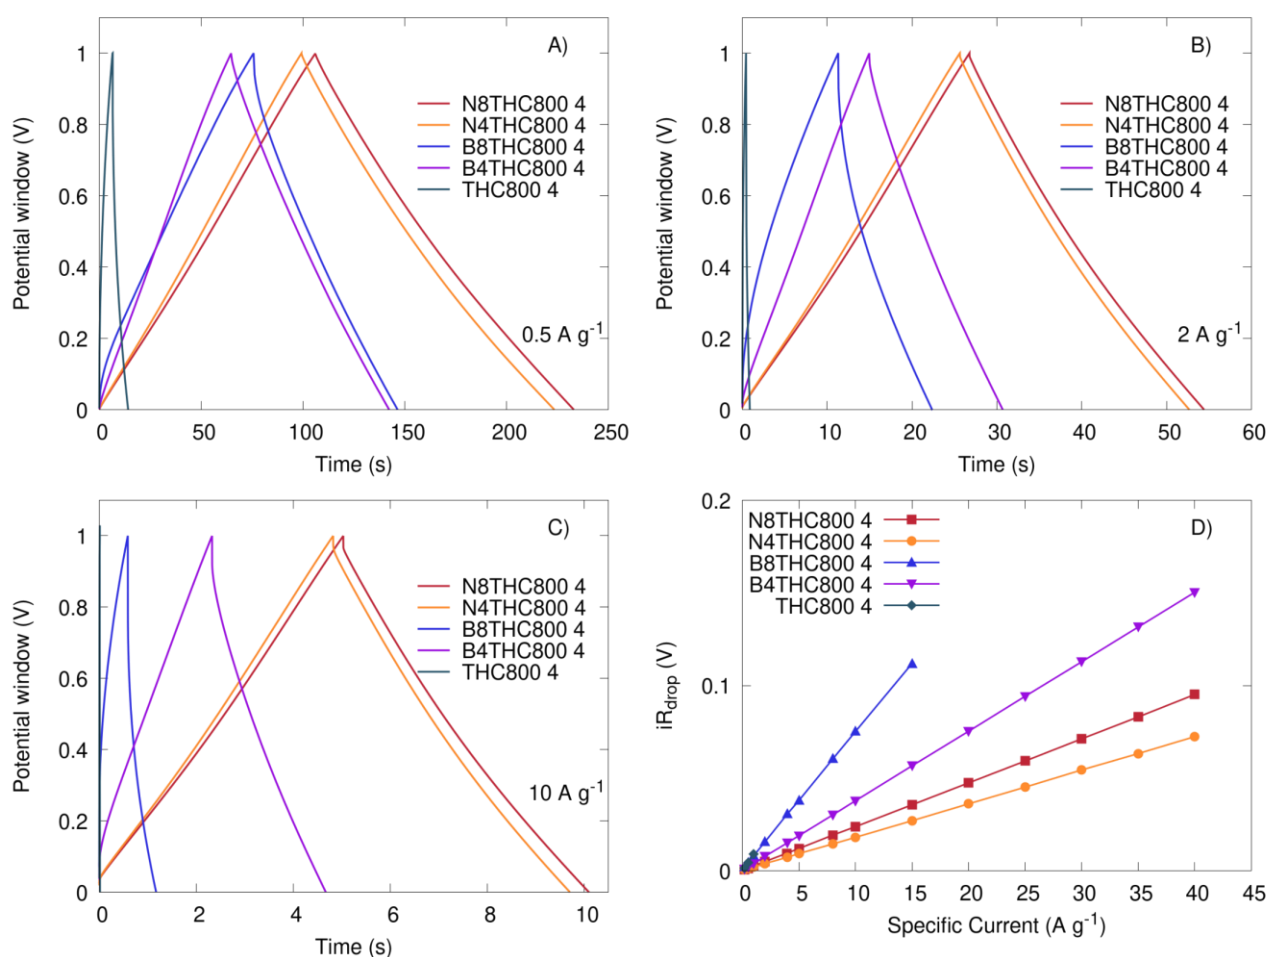 A)
Potential window (V)
1
0.8
0.6
0.4
0.2
0
N8THC800 4
N4THC800 4
B8THC800 4
B4THC800 4
THC800 4
0.5 A g-1
0 50 100 150 200 250
Time (s)
B)
Potential window (V)
1
0.8
0.6
0.4
0.2
0
N8THC800 4
N4THC800 4
B8THC800 4
B4THC800 4
THC800 4
2 A g-1
0 10 20 30 40 50 60
Time (s)
C)
Potential window (V)
1
0.8
0.6
0.4
0.2
0
N8THC800 4
N4THC800 4
B8THC800 4
B4THC800 4
THC800 4
10 A g-1
0 2 4 6 8 10
Time (s)
D)
iRdrop (V)
0.2
0.1
0
N8THC800 4
N4THC800 4
B8THC800 4
B4THC800 4
THC800 4
0 5 10 15 20 25 30 35 40 45
Specific Current (A g-1)